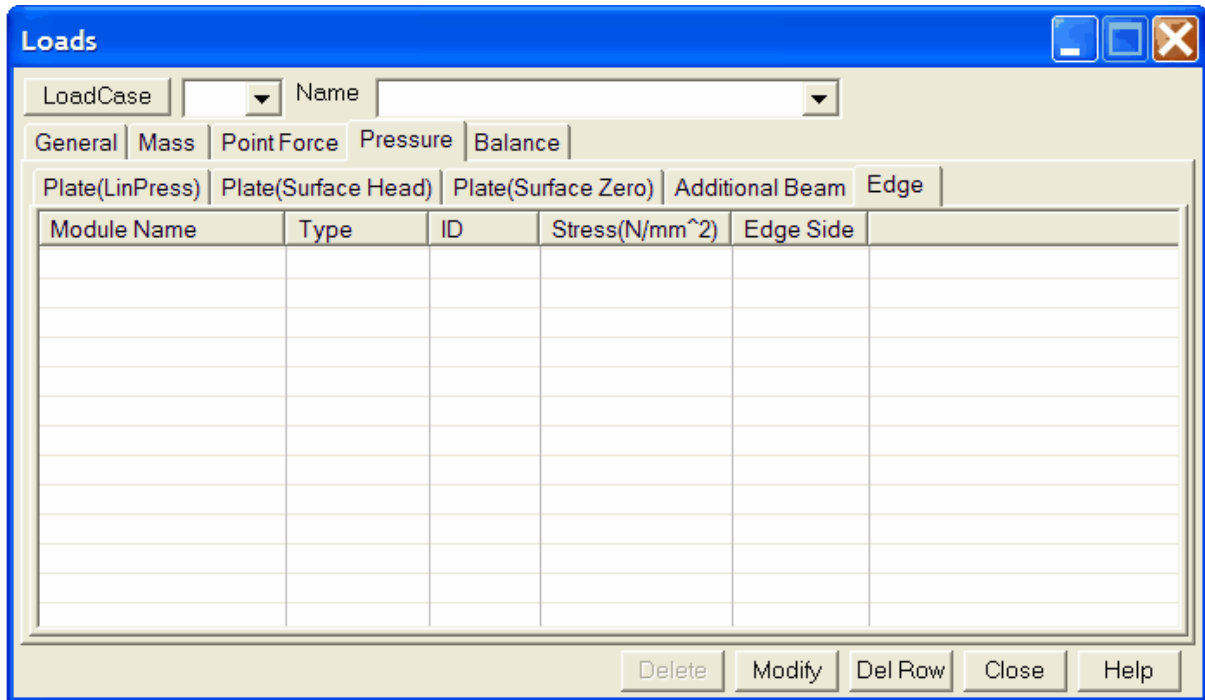 Loads
LoadCase Name
General Mass Point Force Pressure Balance
Plate(LinPress) Plate(Surface Head) Plate(Surface Zero) Additional Beam Edge
Module Name Type ID Stress(N/mm^2) Edge Side
Delete Modify Del Row Close Help